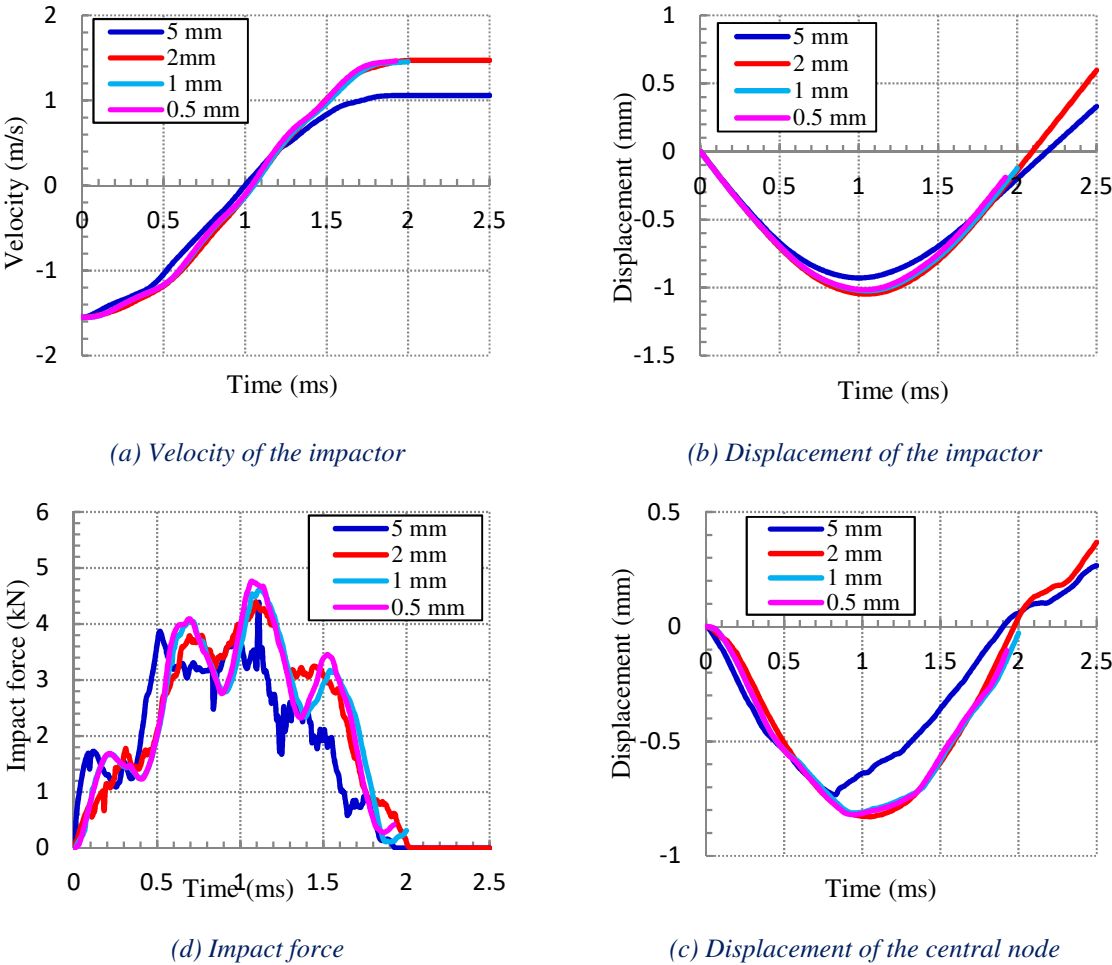 2
1
0
-1
-2
0
0.5
1
1.5
2
2.5
Velocity (m/s)
Time (ms)
5 mm
2mm
1 mm
0.5 mm
(a) Velocity of the impactor
1
0.5
0
-0.5
-1
-1.5
0
0.5
1
1.5
2
2.5
Displacement (mm)
Time (ms)
5 mm
2 mm
1 mm
0.5 mm
(b) Displacement of the impactor
6
5
4
3
2
1
0
0
0.5
1
1.5
2
2.5
Impact force (kN)
Time (ms)
5 mm
2 mm
1 mm
0.5 mm
(d) Impact force
0.5
0
-0.5
-1
0
0.5
1
1.5
2
2.5
Displacement (mm)
Time (ms)
5 mm
2 mm
1 mm
0.5 mm
(c) Displacement of the central node